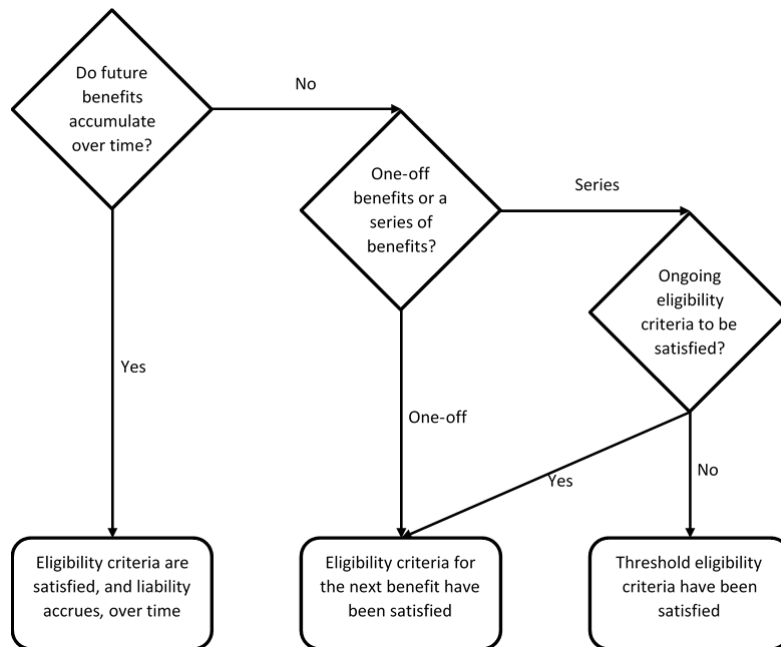 Do future
benefits
accumulate
over time?
No
One-off
benefits or a
series of
benefits?
Series
Ongoing
eligibility
criteria to be
satisfied?
Yes
One-off
Yes
No
Eligibility criteria are
satisfied, and liability
accrues, over time
Eligibility criteria for
the next benefit have
been satisfied
Threshold eligibility
criteria have been
satisfied